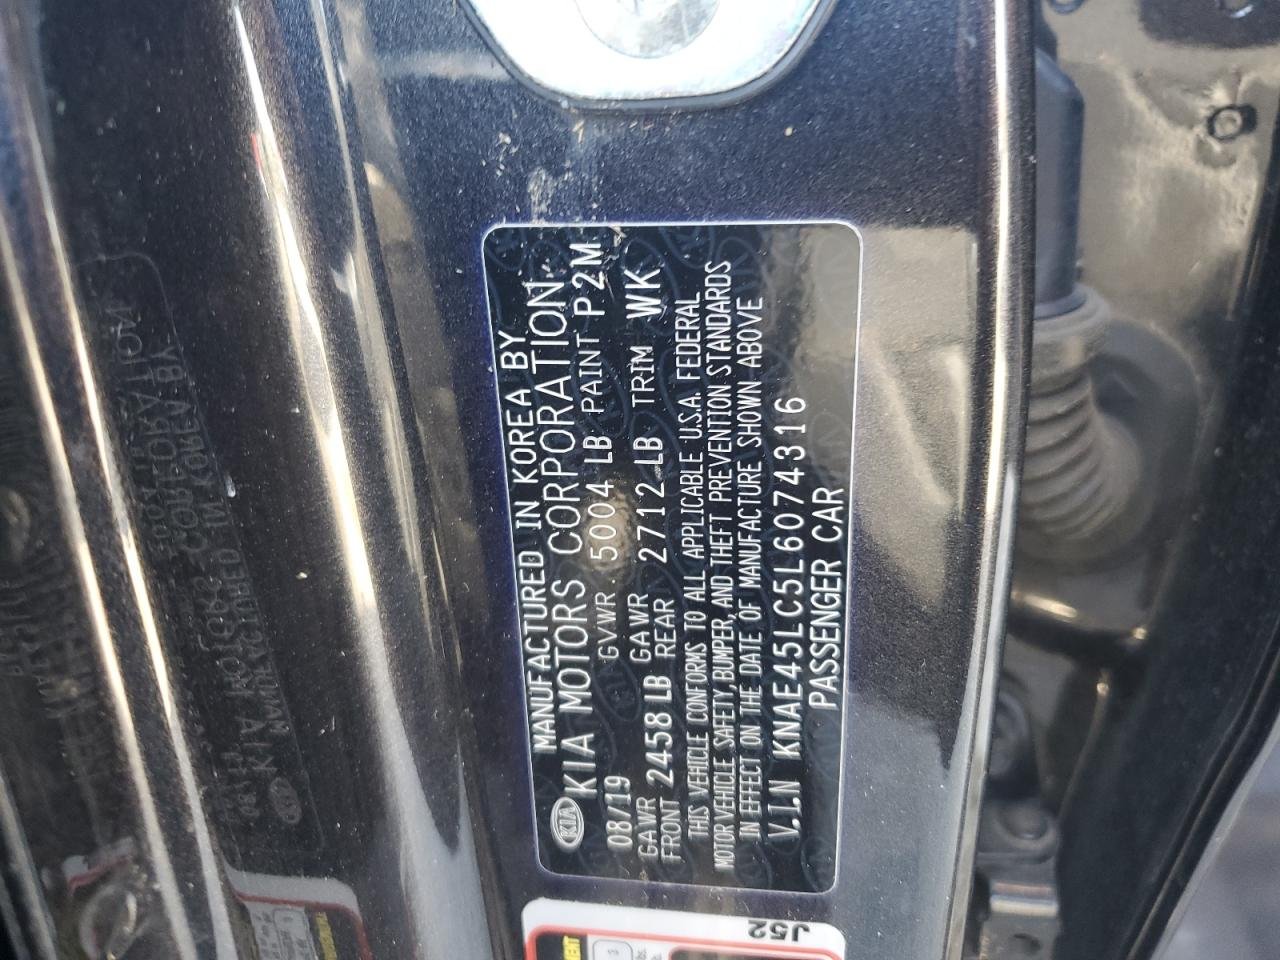 MANUFACTURED IN KOREA BY
KIA KIA MOTORS CORPORATION
08/19 GVWR 5004 LB PAINT P2M
GAWR FRONT 2458 LB GAWR REAR 2712 LB TRIM WK
THIS VEHICLE CONFORMS TO ALL APPLICABLE U.S.A. FEDERAL
MOTOR VEHICLE SAFETY, BUMPER, AND THEFT PREVENTION STANDARDS
IN EFFECT ON THE DATE OF MANUFACTURE SHOWN ABOVE
V.I.N KNAE45LC5L6074316
PASSENGER CAR
J52